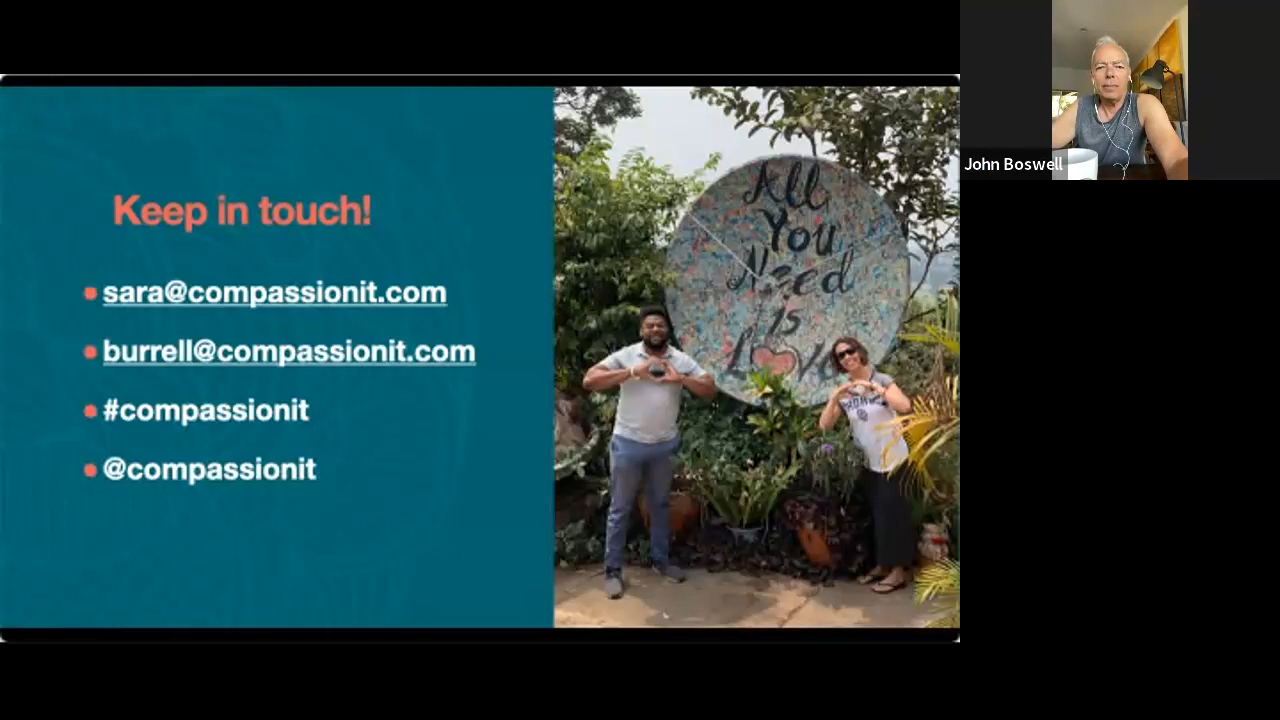 Keep in touch!
sara@compassionit.com
burrell@compassionit.com
#compassionit
@compassionit
All
You
Need
is
Love
John Boswell